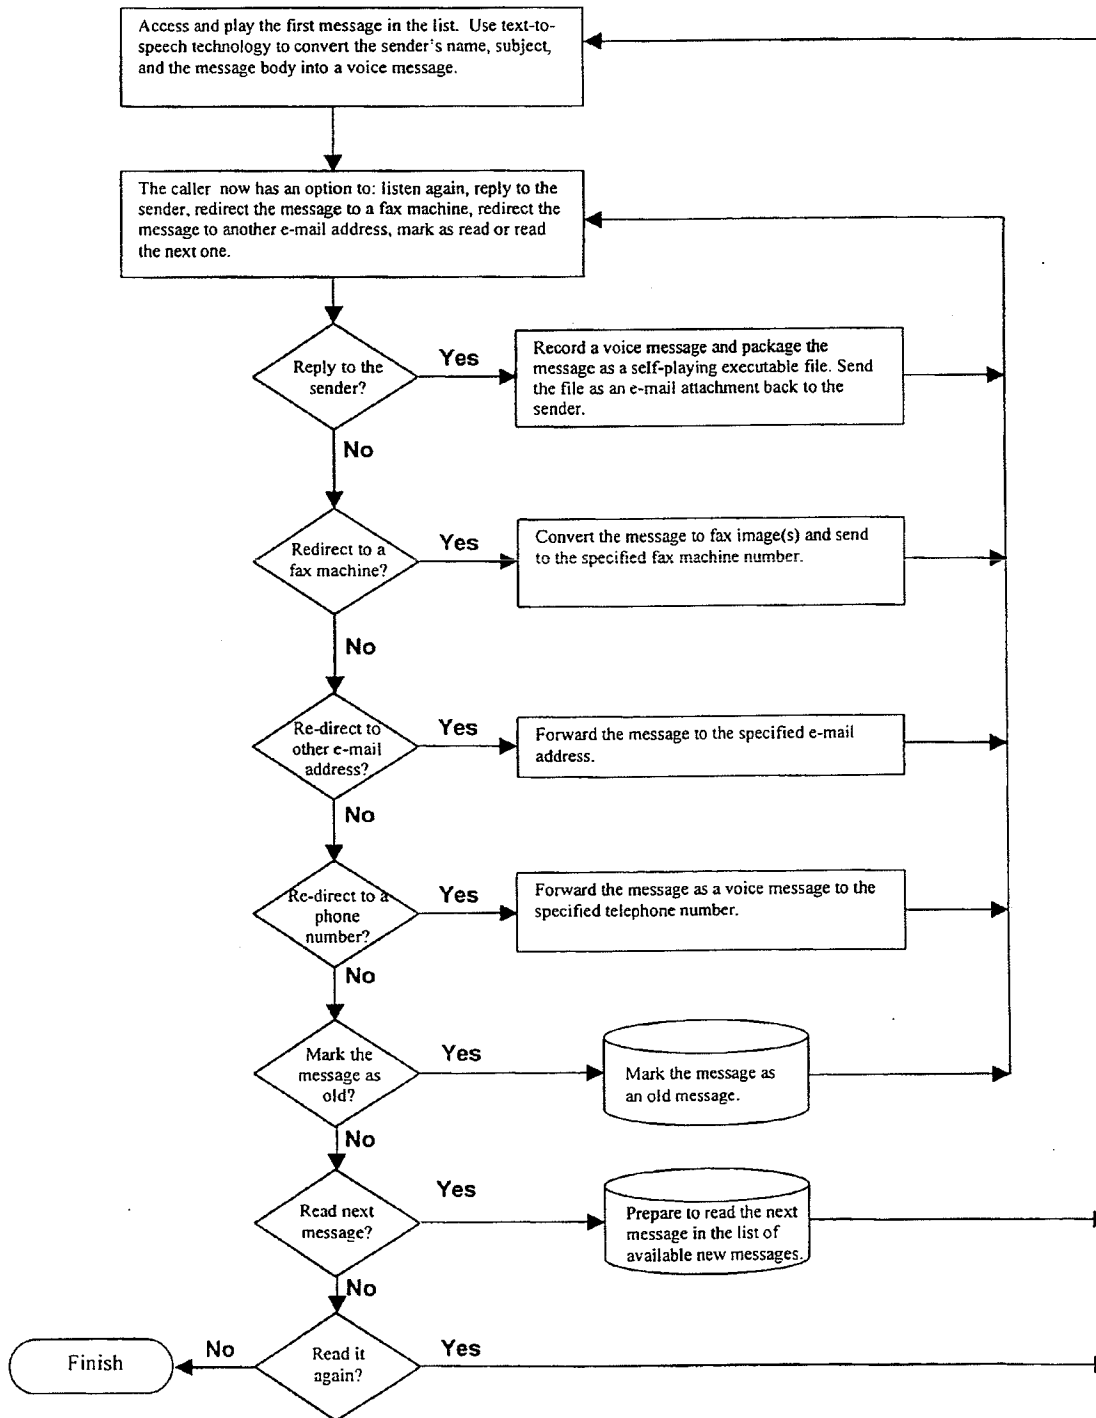 Access and play the first message in the list. Use text-to-
speech technology to convert the sender's name, subject,
and the message body into a voice message.
The caller now has an option to: listen again, reply to the
sender, redirect the message to a fax machine, redirect the
message to another e-mail address, mark as read or read
the next one.
Reply to the
sender?
Yes
Record a voice message and package the
message as a self-playing executable file. Send
the file as an e-mail attachment back to the
sender.
No
Redirect to a
fax machine?
Yes
Convert the message to fax image(s) and send
to the specified fax machine number.
No
Re-direct to
other e-mail
address?
Yes
Forward the message to the specified e-mail
address.
No
Re-direct to a
phone
number?
Yes
Forward the message as a voice message to the
specified telephone number.
No
Mark the
message as
old?
Yes
Mark the message as
an old message.
No
Read next
message?
Yes
Prepare to read the next
message in the list of
available new messages.
No
Read it
again?
Yes
No
Finish